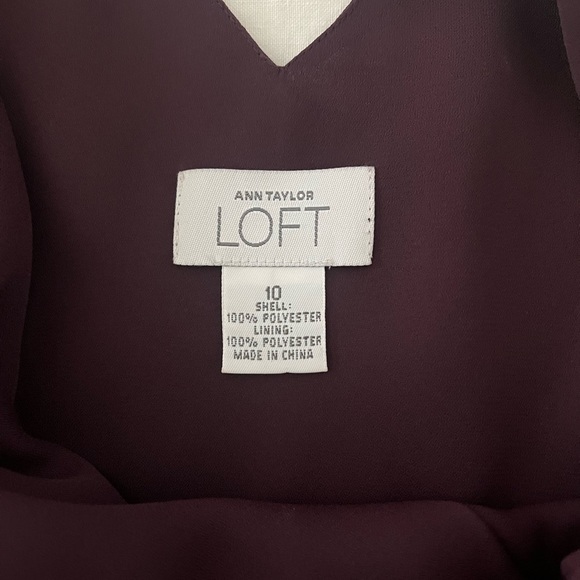 ANN TAYLOR
LOFT
10
SHELL:
100% POLYESTER
LINING:
100% POLYESTER
MADE IN CHINA